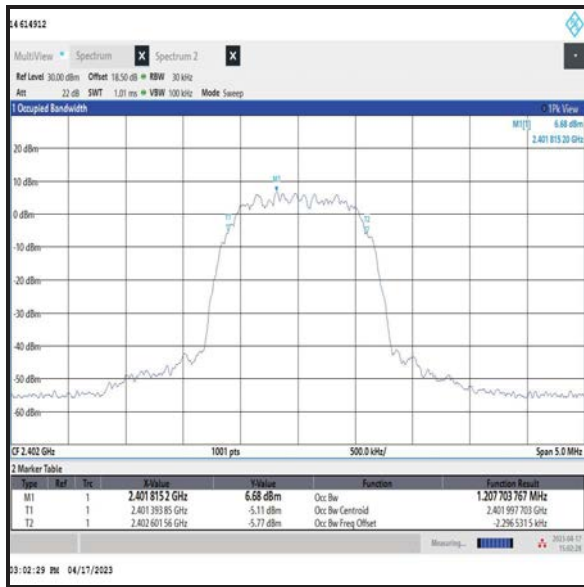 14 614912
MultiView Spectrum X Spectrum 2 X
Ref Level 30.00 dBm Offset 18.50 dB RBW 30 kHz
Att 22 dB SWT 1.01 ms VBW 100 kHz Mode Sweep
1 Occupied Bandwidth 1Pk View
M1[1] 6.68 dBm
2.401 815 20 GHz
20 dBm
M1
10 dBm
T1 T2
0 dBm
-10 dBm
-20 dBm
-30 dBm
-40 dBm
-50 dBm
-60 dBm
CF 2.402 GHz 1001 pts 500.0 kHz/ Span 5.0 MHz
2 Marker Table
Type Ref Trc X-Value Y-Value Function Function Result
M1 1 2.401 815 2 GHz 6.68 dBm Occ Bw 1.207 703 767 MHz
T1 1 2.401 393 85 GHz -5.11 dBm Occ Bw Centroid 2.401 997 703 GHz
T2 1 2.402 601 56 GHz -5.77 dBm Occ Bw Freq Offset -2.296 531 5 kHz
Measuring... 2023-04-17
15:02:28
03:02:29 PM 04/17/2023